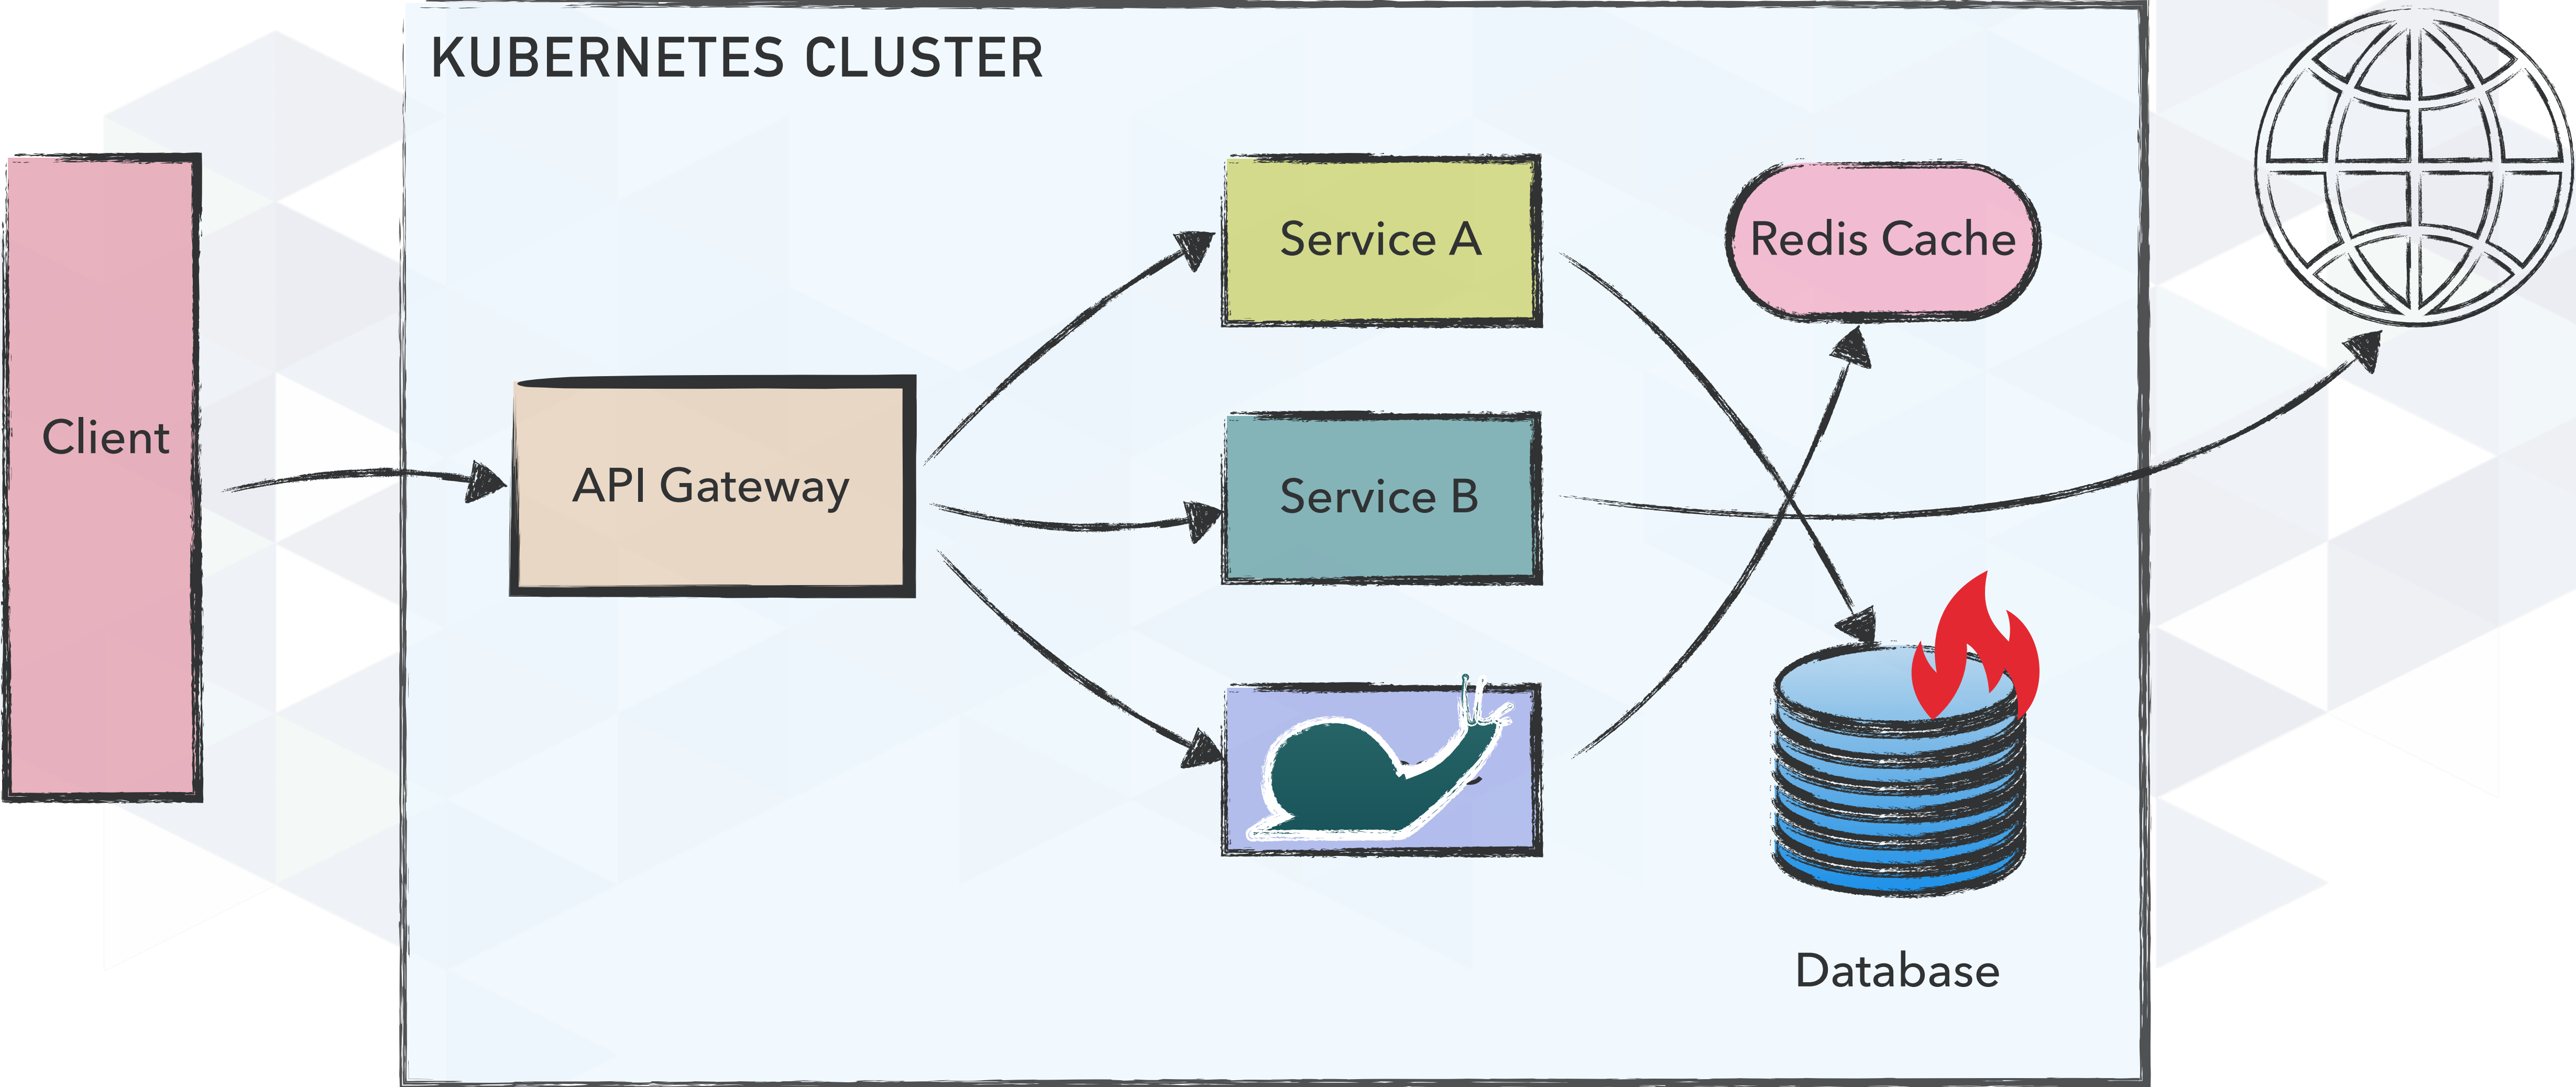 KUBERNETES CLUSTER
Client
API Gateway
Service A
Service B
Redis Cache
Database